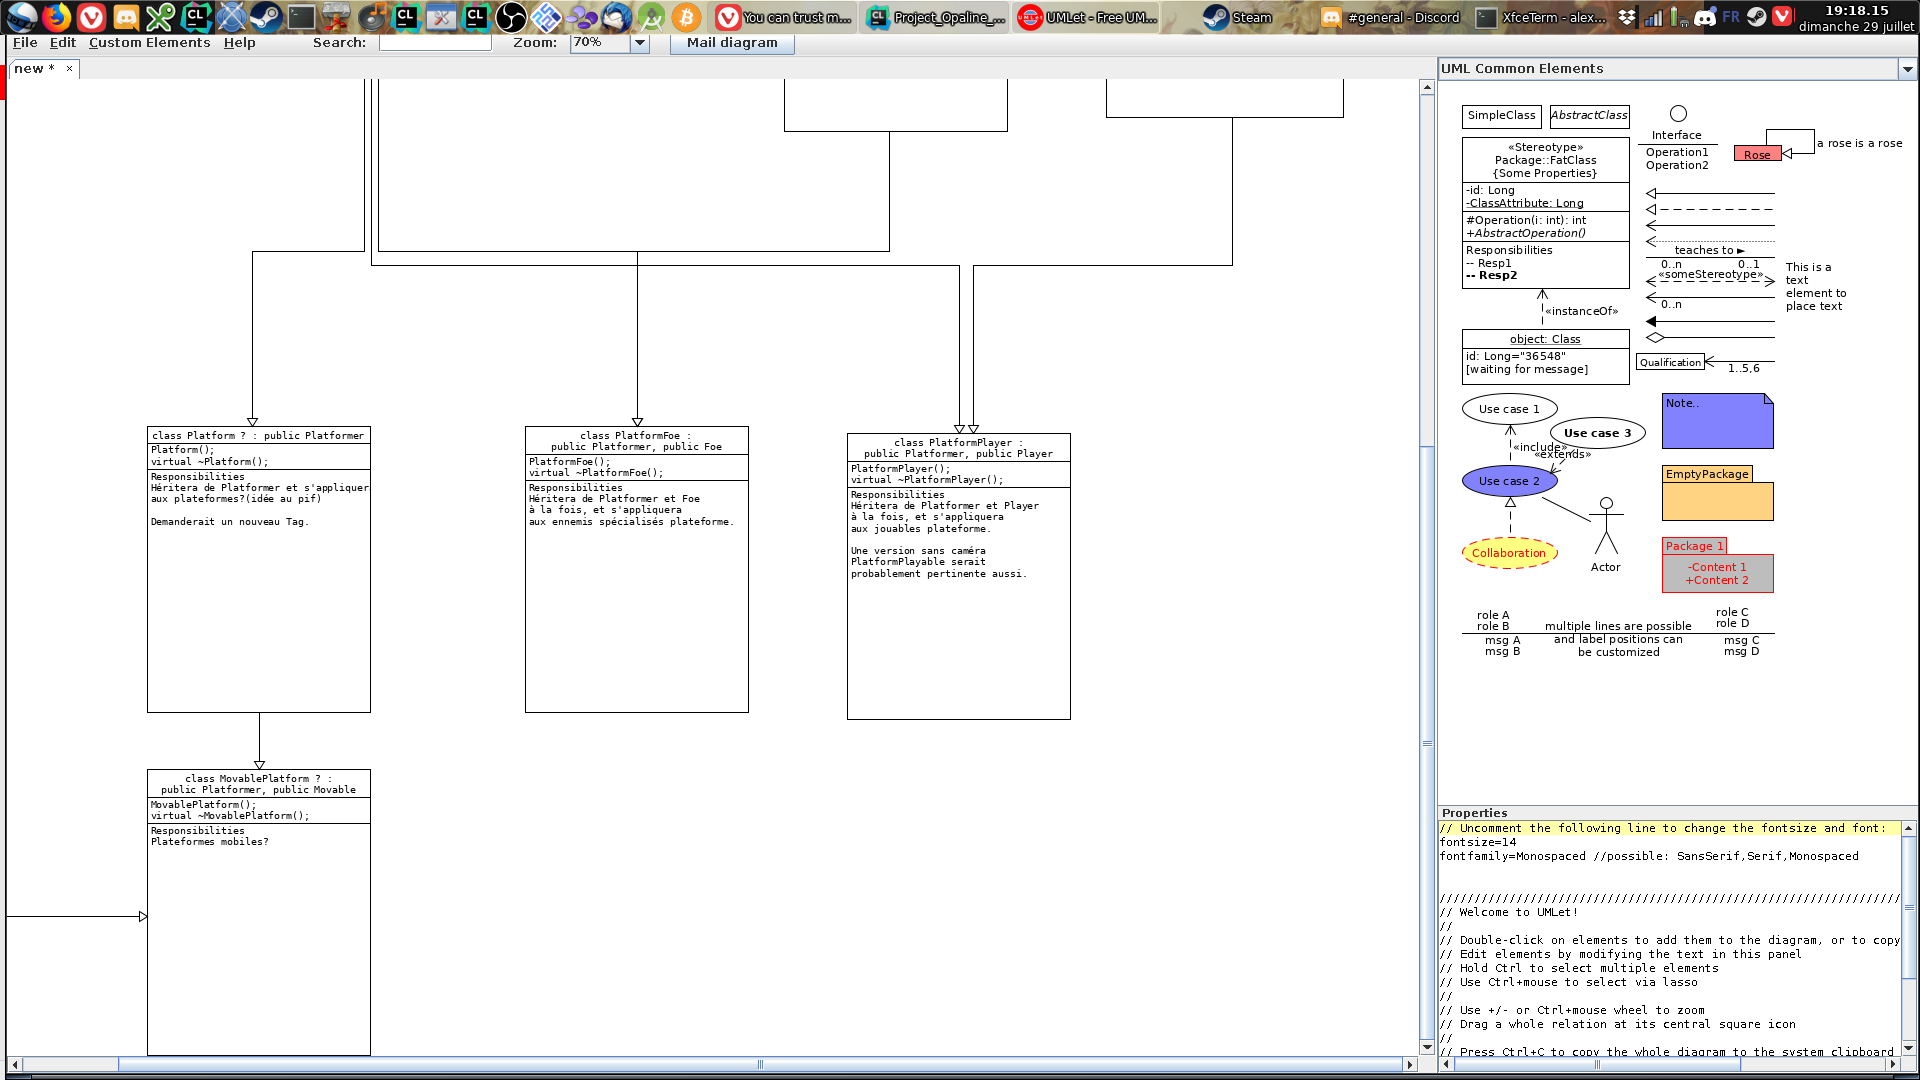 You can trust m...
Project_Opaline_...
UMLet - Free UM...
Steam
#general - Discord
XfceTerm - alex...
FR
19:18.15
dimanche 29 juillet
File Edit Custom Elements Help Search: Zoom: 70% Mail diagram
new *
class Platform ? : public Platformer
Platform();
virtual ~Platform();
Responsibilities
Héritera de Platformer et s'appliquer
aux plateformes?(idée au pif)
Demanderait un nouveau Tag.
class PlatformFoe :
public Platformer, public Foe
PlatformFoe();
virtual ~PlatformFoe();
Responsibilities
Héritera de Platformer et Foe
à la fois, et s'appliquera
aux ennemis spécialisés plateforme.
class PlatformPlayer :
public Platformer, public Player
PlatformPlayer();
virtual ~PlatformPlayer();
Responsibilities
Héritera de Platformer et Player
à la fois, et s'appliquera
aux jouables plateforme.
Une version sans caméra
PlatformPlayable serait
probablement pertinente aussi.
class MovablePlatform ? :
public Platformer, public Movable
MovablePlatform();
virtual ~MovablePlatform();
Responsibilities
Plateformes mobiles?
UML Common Elements
SimpleClass
AbstractClass
«Stereotype»
Package::FatClass
{Some Properties}
-id: Long
-ClassAttribute: Long
#Operation(i: int): int
+AbstractOperation()
Responsibilities
-- Resp1
-- Resp2
Interface
Operation1
Operation2
Rose
a rose is a rose
teaches to ►
0..n 0..1
«someStereotype»
0..n
This is a
text
element to
place text
«instanceOf»
object: Class
id: Long="36548"
[waiting for message]
Qualification
1..5,6
Use case 1
Use case 3
«include»
«extends»
Use case 2
Collaboration
Actor
Note..
EmptyPackage
Package 1
-Content 1
+Content 2
role A
role B
msg A
msg B
multiple lines are possible
and label positions can
be customized
role C
role D
msg C
msg D
Properties
// Uncomment the following line to change the fontsize and font:
fontsize=14
fontfamily=Monospaced //possible: SansSerif,Serif,Monospaced
//////////////////////////////////////////////////////////////////
// Welcome to UMLet!
//
// Double-click on elements to add them to the diagram, or to copy
// Edit elements by modifying the text in this panel
// Hold Ctrl to select multiple elements
// Use Ctrl+mouse to select via lasso
//
// Use +/- or Ctrl+mouse wheel to zoom
// Drag a whole relation at its central square icon
//
// Press Ctrl+C to copy the whole diagram to the system clipboard